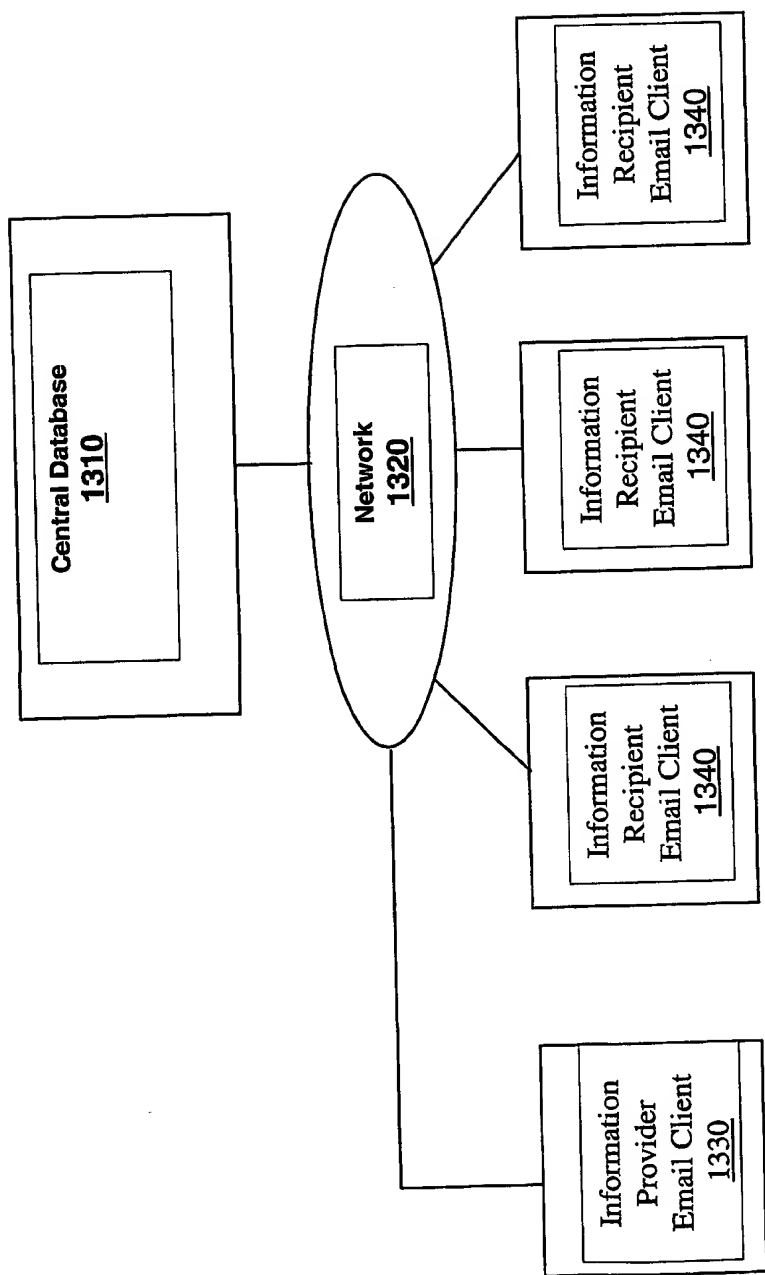 Central Database
1310
Network
1320
Information
Provider
Email Client
1330
Information
Recipient
Email Client
1340
Information
Recipient
Email Client
1340
Information
Recipient
Email Client
1340